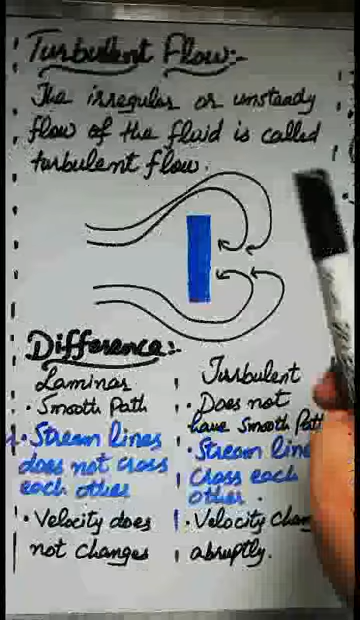 Turbulent Flow:-
The irregular or unsteady
flow of the fluid is called
turbulent flow.
Difference:-
Laminar
· Smooth Path
· Stream lines
does not cross
each other
· Velocity does
not changes
Turbulent
· Does not
have Smooth Path
· Stream line
Cross each
other.
· Velocity chan
abruptly.